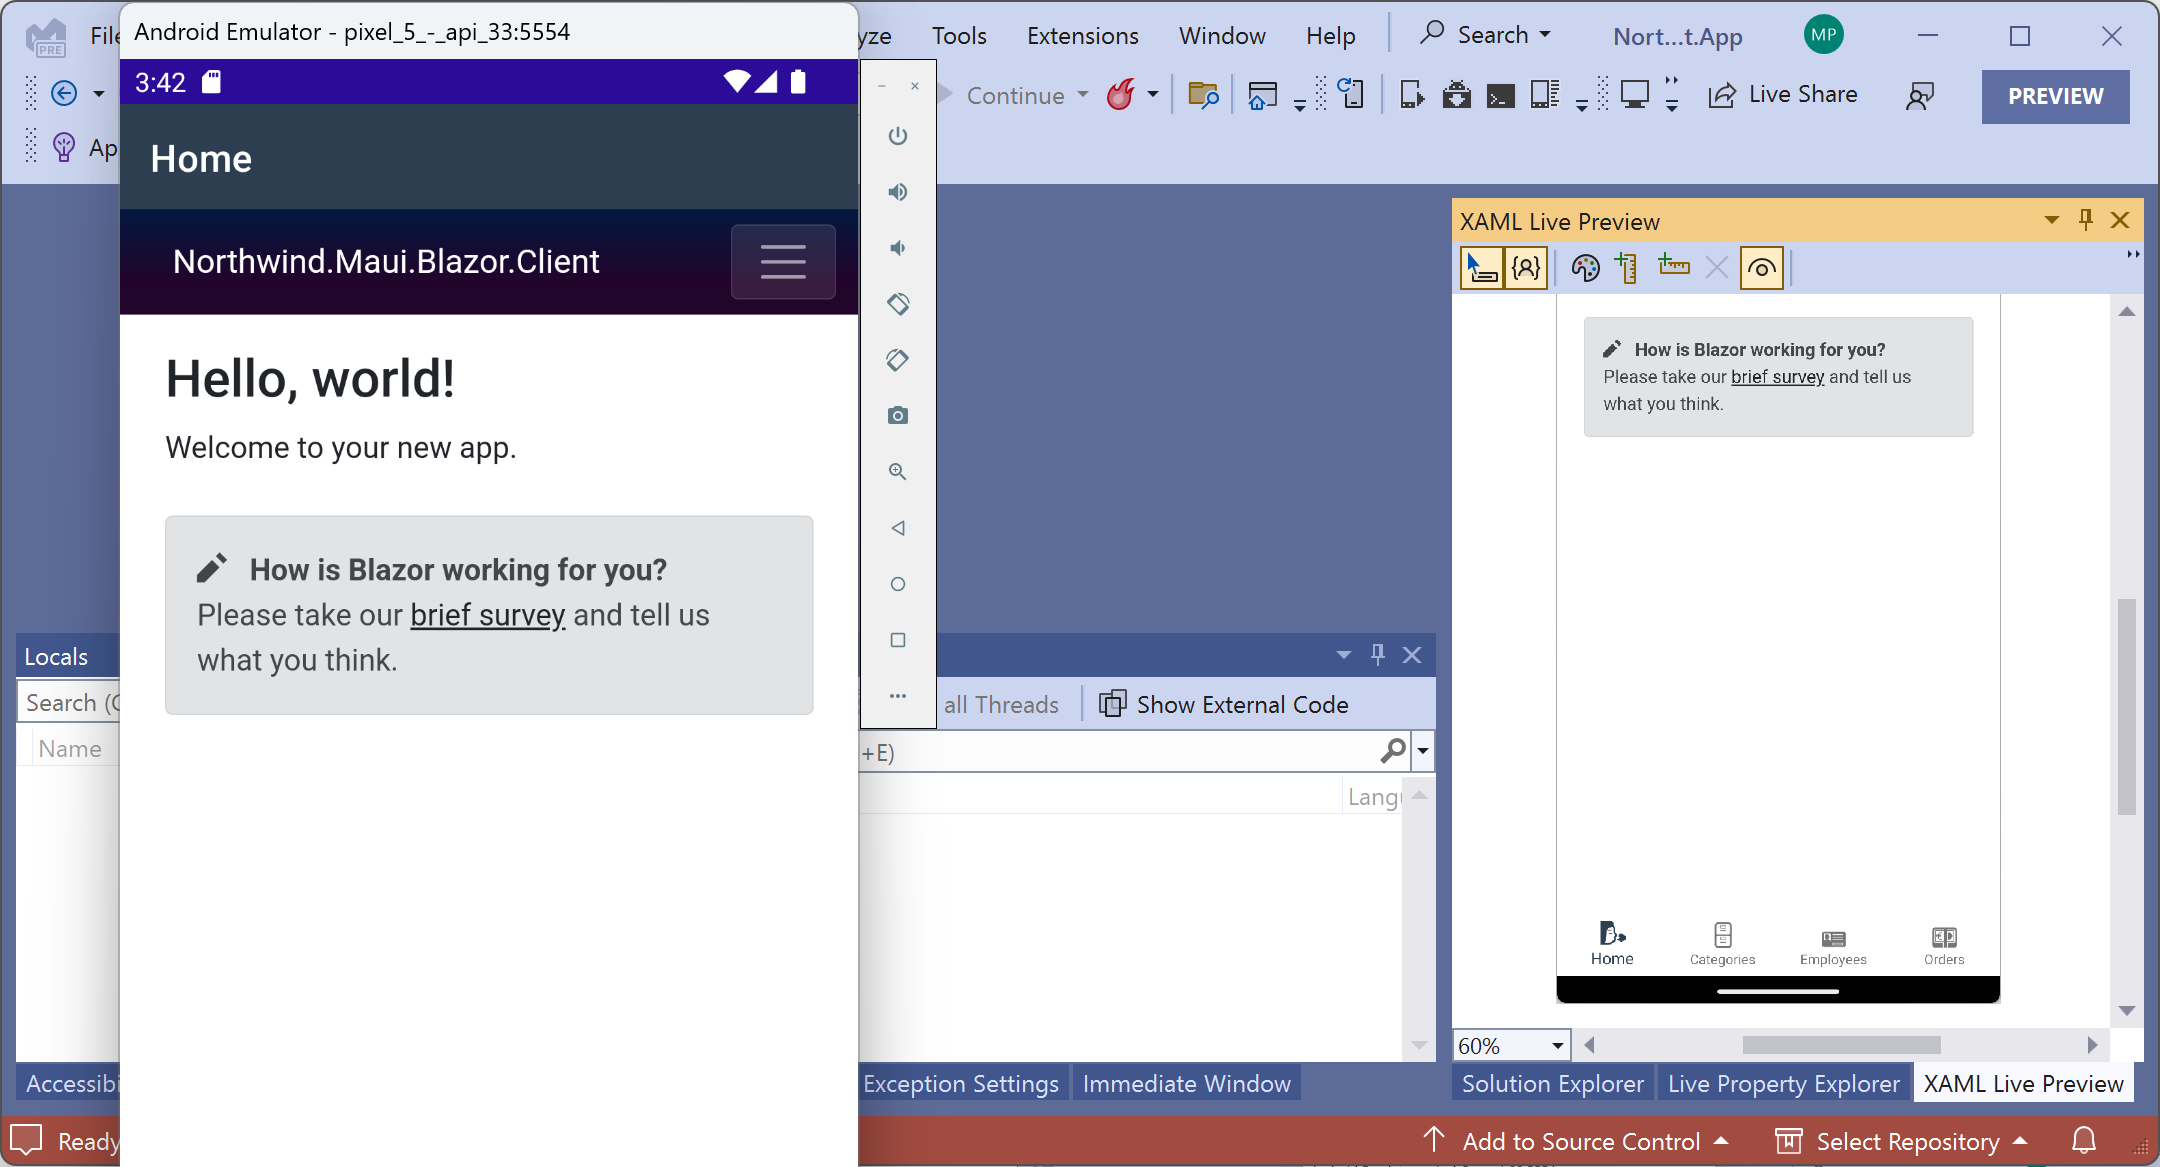 Android Emulator - pixel_5_-_api_33:5554
Tools Extensions Window Help Search Nort...t.App MP
PRE
3:42
Continue Live Share PREVIEW
Home
Northwind.Maui.Blazor.Client
Hello, world!
Welcome to your new app.
How is Blazor working for you?
Please take our brief survey and tell us
what you think.
Locals
Search (
Name
all Threads Show External Code
+E)
XAML Live Preview
How is Blazor working for you?
Please take our brief survey and tell us
what you think.
Home Categories Employees Orders
60%
Exception Settings Immediate Window
Solution Explorer Live Property Explorer XAML Live Preview
Ready Add to Source Control Select Repository